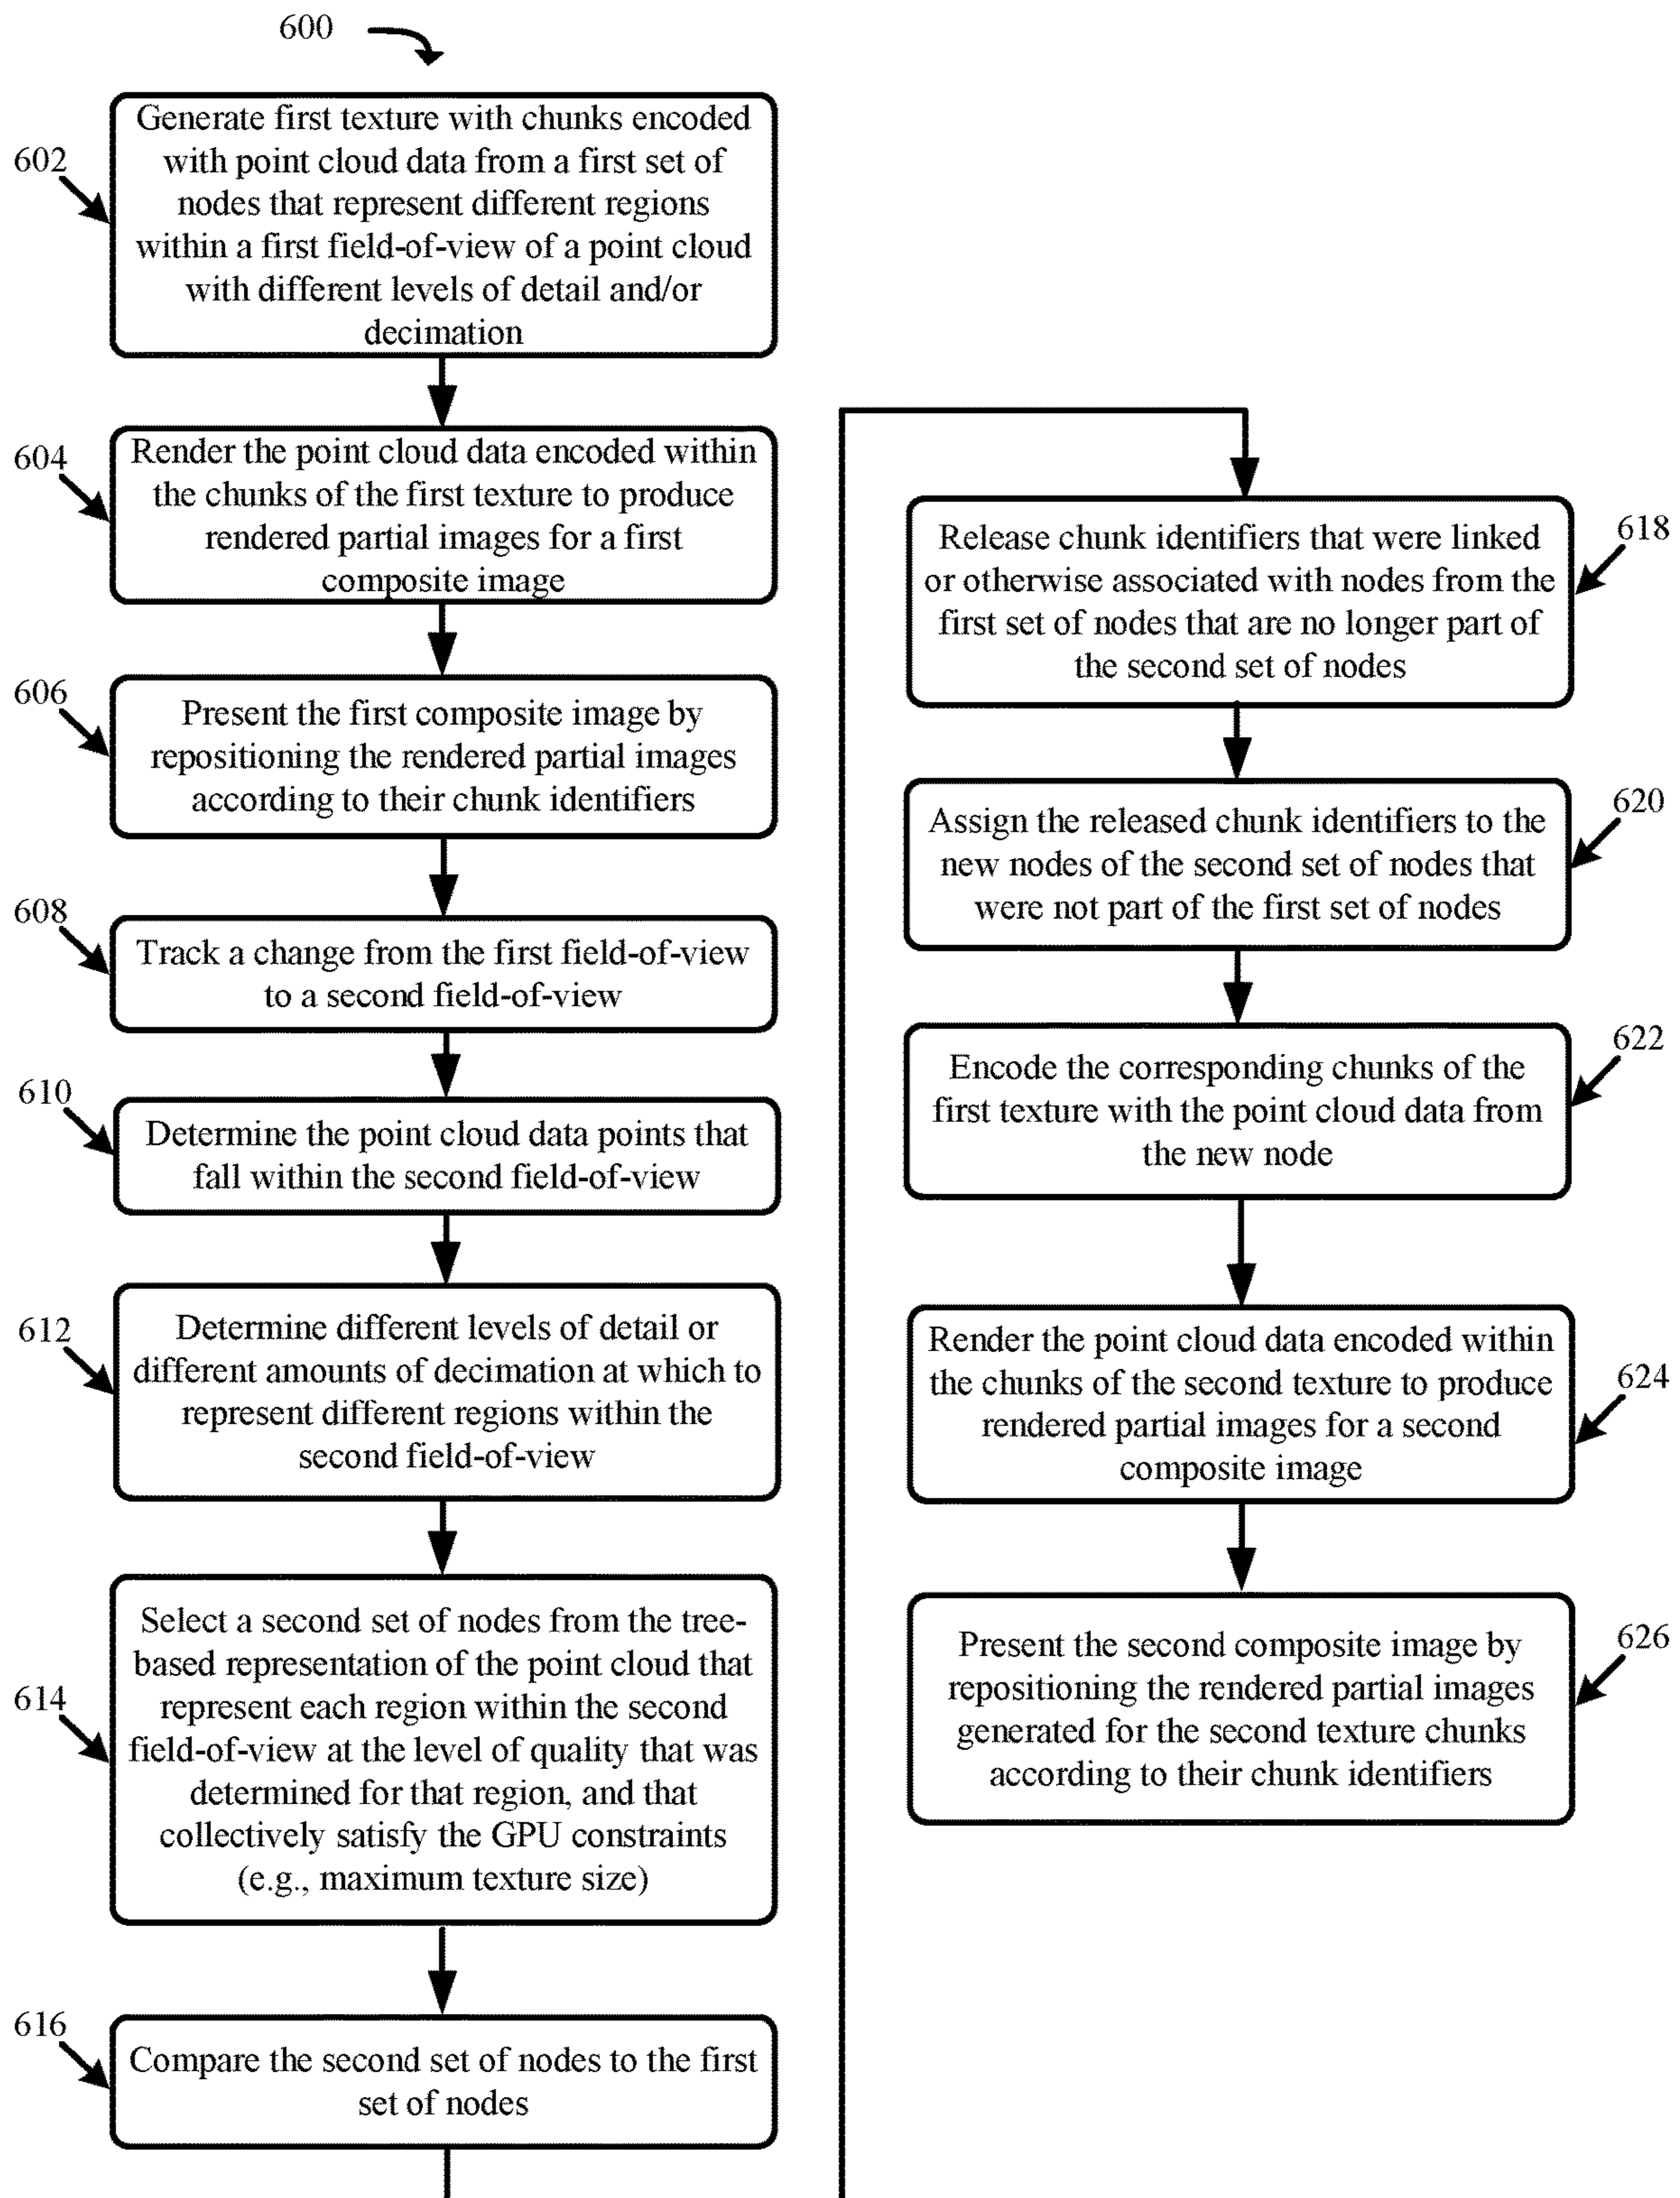 600
602
Generate first texture with chunks encoded
with point cloud data from a first set of
nodes that represent different regions
within a first field-of-view of a point cloud
with different levels of detail and/or
decimation
604
Render the point cloud data encoded within
the chunks of the first texture to produce
rendered partial images for a first
composite image
606
Present the first composite image by
repositioning the rendered partial images
according to their chunk identifiers
608
Track a change from the first field-of-view
to a second field-of-view
610
Determine the point cloud data points that
fall within the second field-of-view
612
Determine different levels of detail or
different amounts of decimation at which to
represent different regions within the
second field-of-view
614
Select a second set of nodes from the tree-
based representation of the point cloud that
represent each region within the second
field-of-view at the level of quality that was
determined for that region, and that
collectively satisfy the GPU constraints
(e.g., maximum texture size)
616
Compare the second set of nodes to the first
set of nodes
618
Release chunk identifiers that were linked
or otherwise associated with nodes from the
first set of nodes that are no longer part of
the second set of nodes
620
Assign the released chunk identifiers to the
new nodes of the second set of nodes that
were not part of the first set of nodes
622
Encode the corresponding chunks of the
first texture with the point cloud data from
the new node
624
Render the point cloud data encoded within
the chunks of the second texture to produce
rendered partial images for a second
composite image
626
Present the second composite image by
repositioning the rendered partial images
generated for the second texture chunks
according to their chunk identifiers